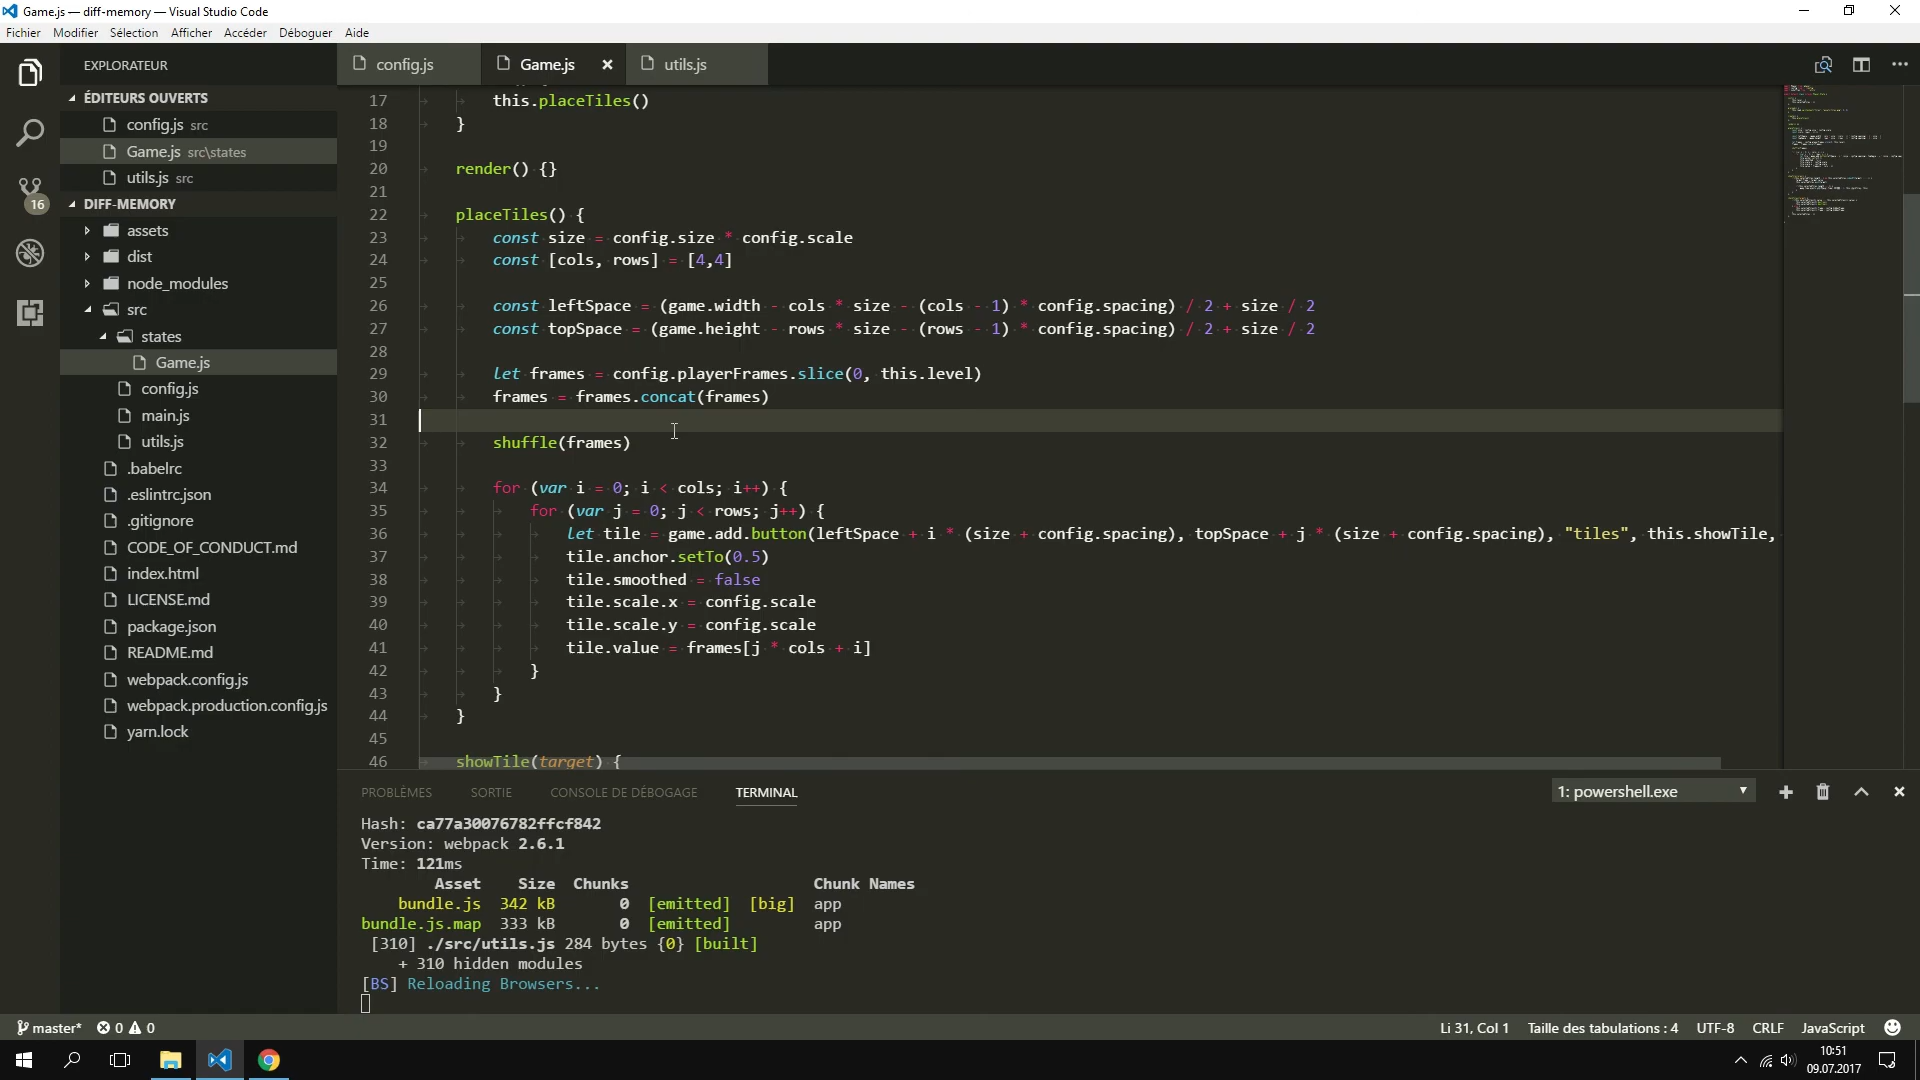 Game.js — diff-memory — Visual Studio Code
Fichier Modifier Sélection Afficher Accéder Déboguer Aide
EXPLORATEUR
ÉDITEURS OUVERTS
config.js src
Game.js src\states
utils.js src
16
DIFF-MEMORY
assets
dist
node_modules
src
states
Game.js
config.js
main.js
utils.js
.babelrc
.eslintrc.json
.gitignore
CODE_OF_CONDUCT.md
index.html
LICENSE.md
package.json
README.md
webpack.config.js
webpack.production.config.js
yarn.lock
config.js Game.js utils.js
17 this.placeTiles()
18 }
19
20 render() {}
21
22 placeTiles() {
23 const size = config.size * config.scale
24 const [cols, rows] = [4,4]
25
26 const leftSpace = (game.width - cols * size - (cols - 1) * config.spacing) / 2 + size / 2
27 const topSpace = (game.height - rows * size - (rows - 1) * config.spacing) / 2 + size / 2
28
29 let frames = config.playerFrames.slice(0, this.level)
30 frames = frames.concat(frames)
31
32 shuffle(frames)
33
34 for (var i = 0; i < cols; i++) {
35 for (var j = 0; j < rows; j++) {
36 let tile = game.add.button(leftSpace + i * (size + config.spacing), topSpace + j * (size + config.spacing), "tiles", this.showTile,
37 tile.anchor.setTo(0.5)
38 tile.smoothed = false
39 tile.scale.x = config.scale
40 tile.scale.y = config.scale
41 tile.value = frames[j * cols + i]
42 }
43 }
44 }
45
46 showTile(target) {
PROBLÈMES SORTIE CONSOLE DE DÉBOGAGE TERMINAL 1: powershell.exe
Hash: ca77a30076782ffcf842
Version: webpack 2.6.1
Time: 121ms
Asset Size Chunks Chunk Names
bundle.js 342 kB 0 [emitted] [big] app
bundle.js.map 333 kB 0 [emitted] app
[310] ./src/utils.js 284 bytes {0} [built]
+ 310 hidden modules
[BS] Reloading Browsers...
master* 0 0 Li 31, Col 1 Taille des tabulations : 4 UTF-8 CRLF JavaScript
10:51
09.07.2017